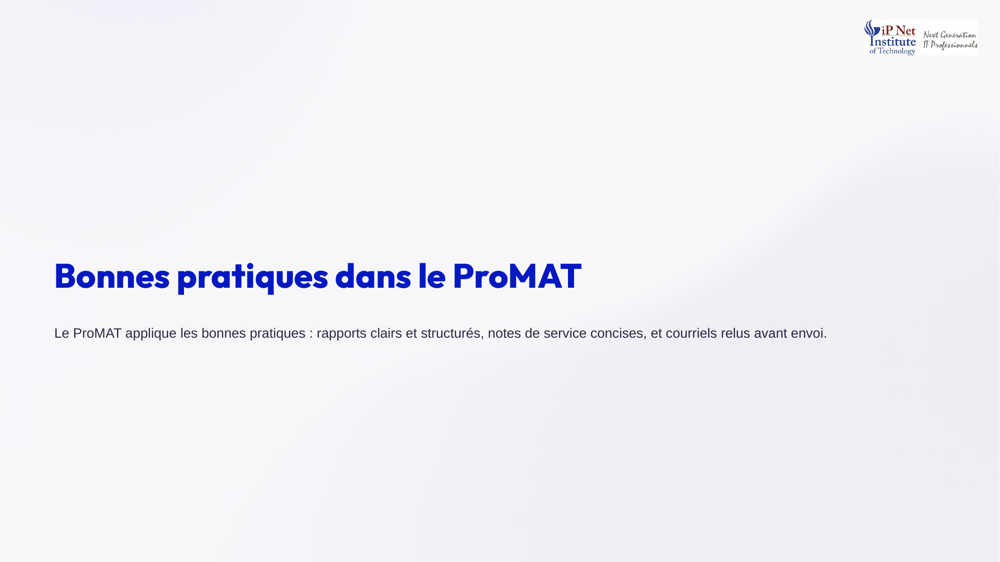 iP Net
Institute
of Technology
Next Generation
IT Professionnels
Bonnes pratiques dans le ProMAT
Le ProMAT applique les bonnes pratiques : rapports clairs et structurés, notes de service concises, et courriels relus avant envoi.